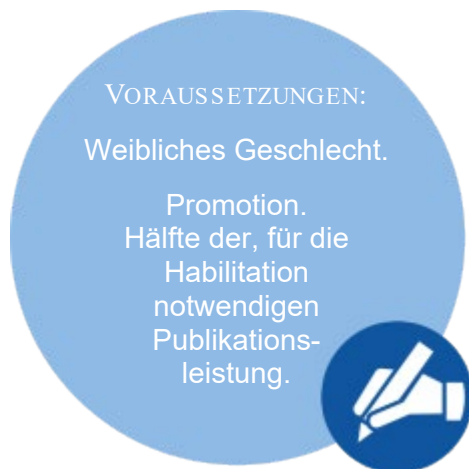 VORAUSSETZUNGEN:
Weibliches Geschlecht.
Promotion.
Hälfte der, für die
Habilitation
notwendigen
Publikations-
leistung.